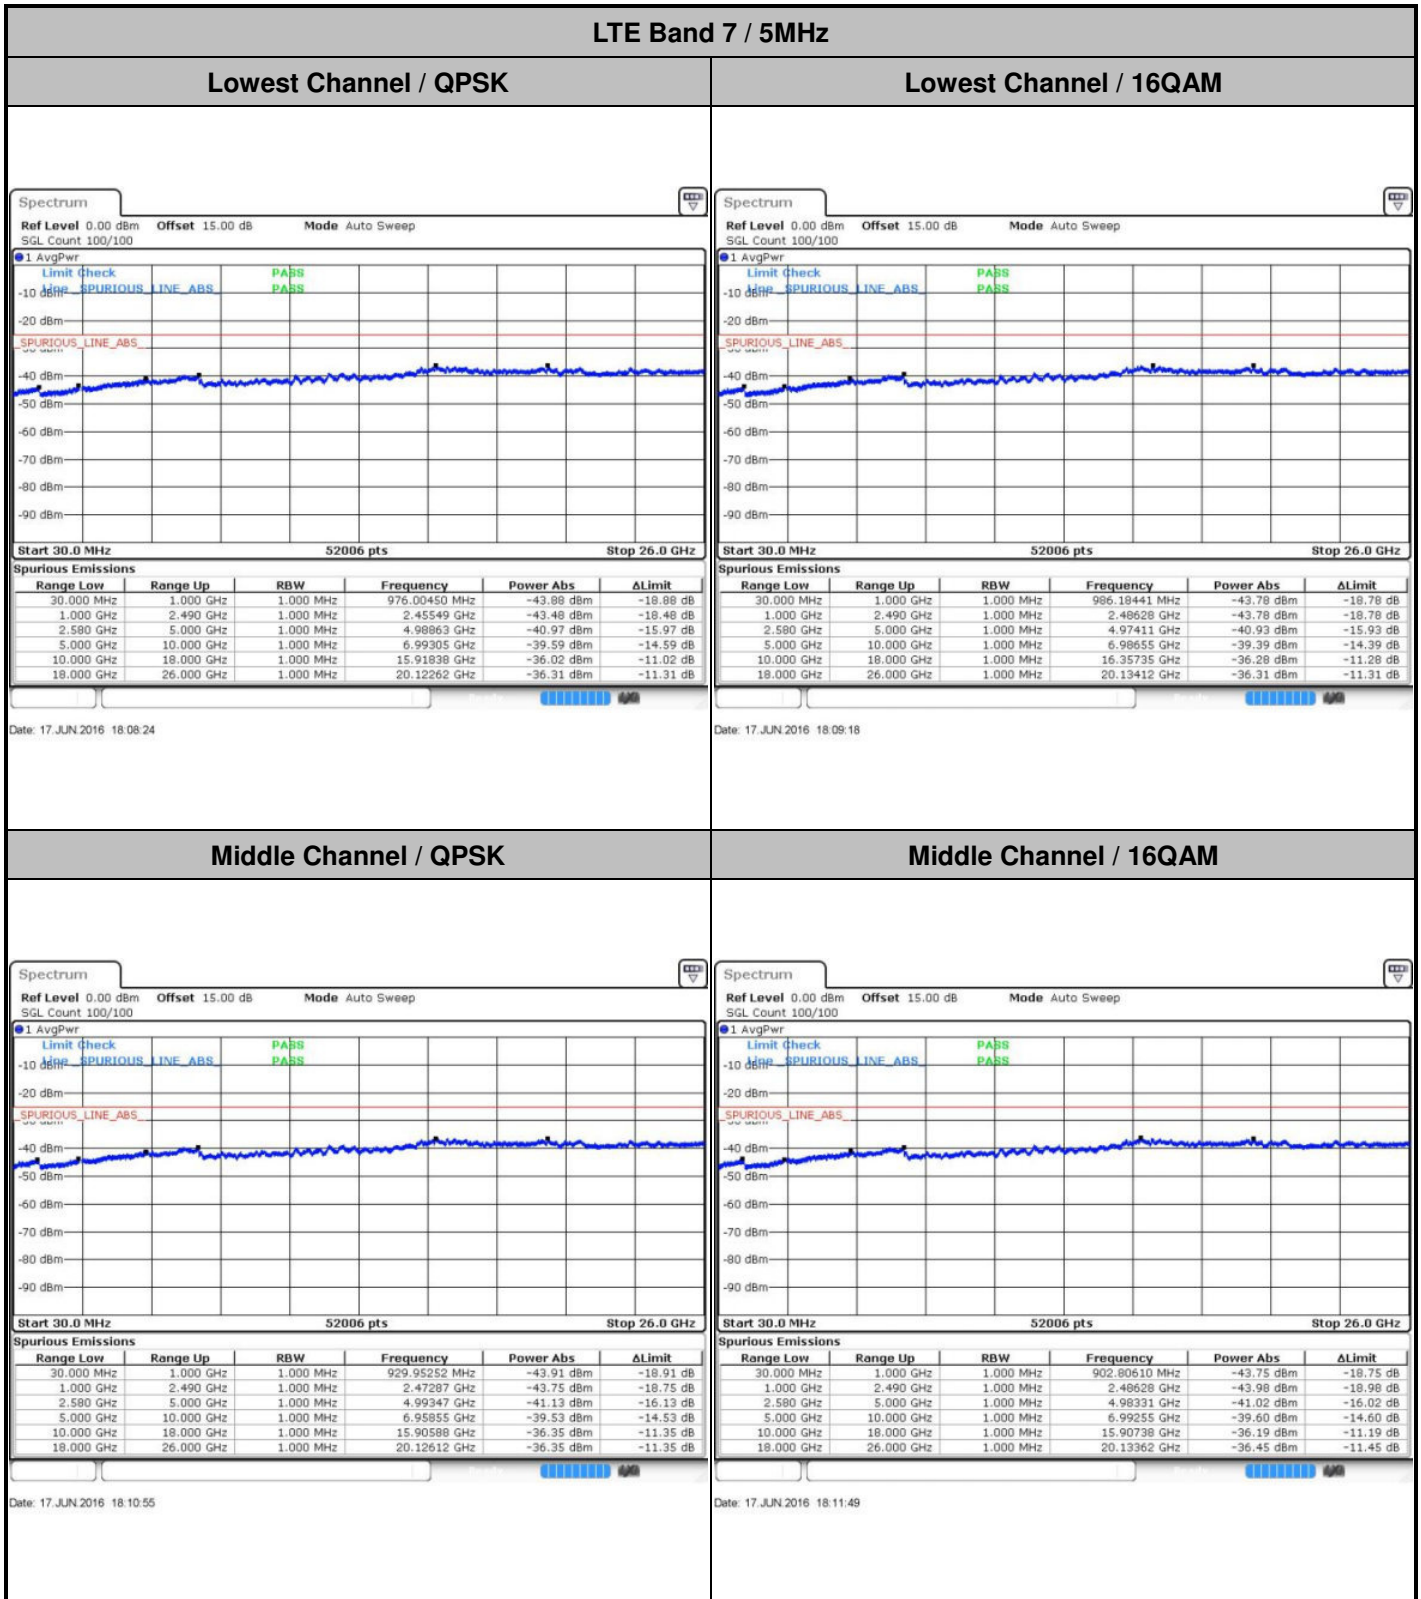 LTE Band 7 / 5MHz
Lowest Channel / QPSK
Lowest Channel / 16QAM
Spectrum
Ref Level 0.00 dBm Offset 15.00 dB Mode Auto Sweep
SGL Count 100/100
1 AvgPwr
Limit Check PASS
Line _SPURIOUS_LINE_ABS_ PASS
-10 dBm
-20 dBm
_SPURIOUS_LINE_ABS_
-30 dBm
-40 dBm
-50 dBm
-60 dBm
-70 dBm
-80 dBm
-90 dBm
Start 30.0 MHz 52006 pts Stop 26.0 GHz
Spurious Emissions
Range Low Range Up RBW Frequency Power Abs ΔLimit
30.000 MHz 1.000 GHz 1.000 MHz 976.00450 MHz -43.88 dBm -18.88 dB
1.000 GHz 2.490 GHz 1.000 MHz 2.45549 GHz -43.48 dBm -18.48 dB
2.580 GHz 5.000 GHz 1.000 MHz 4.98863 GHz -40.97 dBm -15.97 dB
5.000 GHz 10.000 GHz 1.000 MHz 6.99305 GHz -39.59 dBm -14.59 dB
10.000 GHz 18.000 GHz 1.000 MHz 15.91838 GHz -36.02 dBm -11.02 dB
18.000 GHz 26.000 GHz 1.000 MHz 20.12262 GHz -36.31 dBm -11.31 dB
Date: 17.JUN.2016 18:08:24
Spectrum
Ref Level 0.00 dBm Offset 15.00 dB Mode Auto Sweep
SGL Count 100/100
1 AvgPwr
Limit Check PASS
Line _SPURIOUS_LINE_ABS_ PASS
-10 dBm
-20 dBm
_SPURIOUS_LINE_ABS_
-30 dBm
-40 dBm
-50 dBm
-60 dBm
-70 dBm
-80 dBm
-90 dBm
Start 30.0 MHz 52006 pts Stop 26.0 GHz
Spurious Emissions
Range Low Range Up RBW Frequency Power Abs ΔLimit
30.000 MHz 1.000 GHz 1.000 MHz 986.18441 MHz -43.78 dBm -18.78 dB
1.000 GHz 2.490 GHz 1.000 MHz 2.48628 GHz -43.78 dBm -18.78 dB
2.580 GHz 5.000 GHz 1.000 MHz 4.97411 GHz -40.93 dBm -15.93 dB
5.000 GHz 10.000 GHz 1.000 MHz 6.98655 GHz -39.39 dBm -14.39 dB
10.000 GHz 18.000 GHz 1.000 MHz 16.35735 GHz -36.28 dBm -11.28 dB
18.000 GHz 26.000 GHz 1.000 MHz 20.13412 GHz -36.31 dBm -11.31 dB
Date: 17.JUN.2016 18:09:18
Middle Channel / QPSK
Middle Channel / 16QAM
Spectrum
Ref Level 0.00 dBm Offset 15.00 dB Mode Auto Sweep
SGL Count 100/100
1 AvgPwr
Limit Check PASS
Line _SPURIOUS_LINE_ABS_ PASS
-10 dBm
-20 dBm
_SPURIOUS_LINE_ABS_
-30 dBm
-40 dBm
-50 dBm
-60 dBm
-70 dBm
-80 dBm
-90 dBm
Start 30.0 MHz 52006 pts Stop 26.0 GHz
Spurious Emissions
Range Low Range Up RBW Frequency Power Abs ΔLimit
30.000 MHz 1.000 GHz 1.000 MHz 929.95252 MHz -43.91 dBm -18.91 dB
1.000 GHz 2.490 GHz 1.000 MHz 2.47287 GHz -43.75 dBm -18.75 dB
2.580 GHz 5.000 GHz 1.000 MHz 4.99347 GHz -41.13 dBm -16.13 dB
5.000 GHz 10.000 GHz 1.000 MHz 6.95855 GHz -39.53 dBm -14.53 dB
10.000 GHz 18.000 GHz 1.000 MHz 15.90588 GHz -36.35 dBm -11.35 dB
18.000 GHz 26.000 GHz 1.000 MHz 20.12612 GHz -36.35 dBm -11.35 dB
Date: 17.JUN.2016 18:10:55
Spectrum
Ref Level 0.00 dBm Offset 15.00 dB Mode Auto Sweep
SGL Count 100/100
1 AvgPwr
Limit Check PASS
Line _SPURIOUS_LINE_ABS_ PASS
-10 dBm
-20 dBm
_SPURIOUS_LINE_ABS_
-30 dBm
-40 dBm
-50 dBm
-60 dBm
-70 dBm
-80 dBm
-90 dBm
Start 30.0 MHz 52006 pts Stop 26.0 GHz
Spurious Emissions
Range Low Range Up RBW Frequency Power Abs ΔLimit
30.000 MHz 1.000 GHz 1.000 MHz 902.80610 MHz -43.75 dBm -18.75 dB
1.000 GHz 2.490 GHz 1.000 MHz 2.48628 GHz -43.98 dBm -18.98 dB
2.580 GHz 5.000 GHz 1.000 MHz 4.98331 GHz -41.02 dBm -16.02 dB
5.000 GHz 10.000 GHz 1.000 MHz 6.99255 GHz -39.60 dBm -14.60 dB
10.000 GHz 18.000 GHz 1.000 MHz 15.90738 GHz -36.19 dBm -11.19 dB
18.000 GHz 26.000 GHz 1.000 MHz 20.13362 GHz -36.45 dBm -11.45 dB
Date: 17.JUN.2016 18:11:49